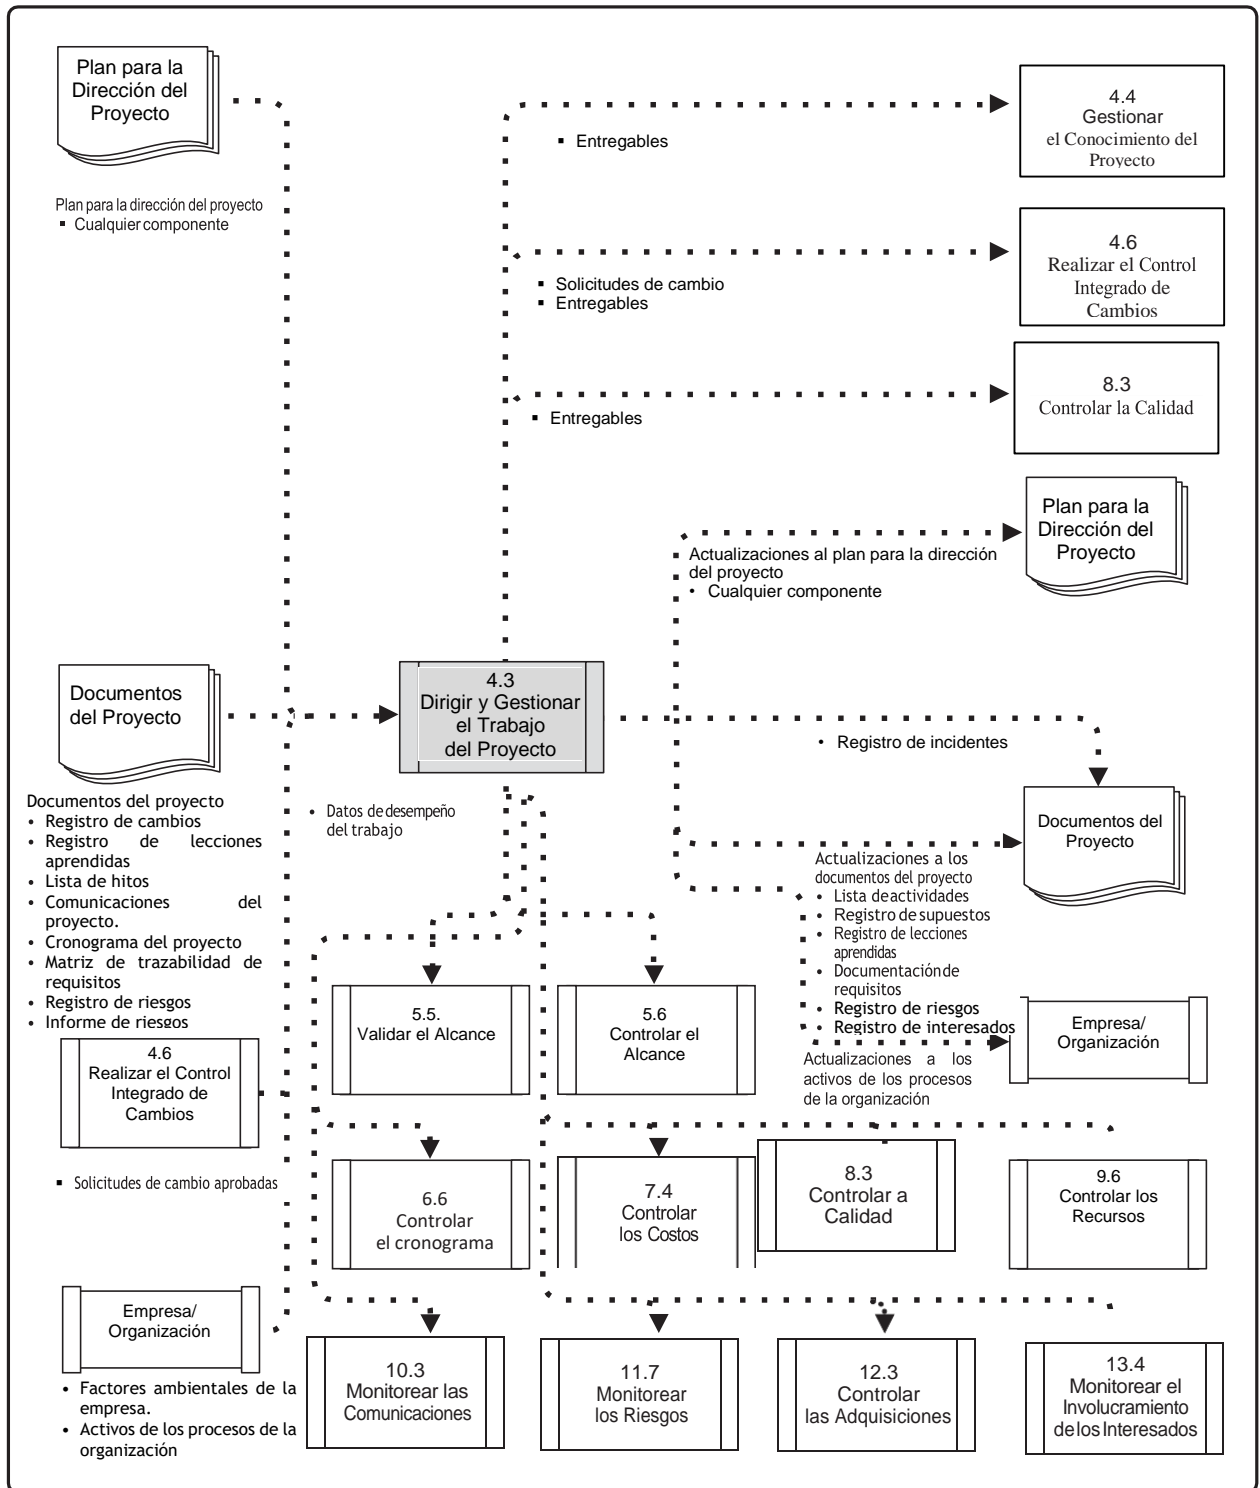 Plan para la
Dirección del
Proyecto
Plan para la dirección del proyecto
▪ Cualquier componente
4.4
Gestionar
el Conocimiento del
Proyecto
▪ Entregables
4.6
Realizar el Control
Integrado de
Cambios
▪ Solicitudes de cambio
▪ Entregables
8.3
Controlar la Calidad
▪ Entregables
Plan para la
Dirección del
Proyecto
Actualizaciones al plan para la dirección
del proyecto
• Cualquier componente
Documentos
del Proyecto
4.3
Dirigir y Gestionar
el Trabajo
del Proyecto
• Registro de incidentes
Documentos del proyecto
• Registro de cambios
• Registro de lecciones
aprendidas
• Lista de hitos
• Comunicaciones del
proyecto.
• Cronograma del proyecto
• Matriz de trazabilidad de
requisitos
• Registro de riesgos
• Informe de riesgos
• Datos de desempeño
del trabajo
Documentos del
Proyecto
Actualizaciones a los
documentos del proyecto
• Lista de actividades
• Registro de supuestos
• Registro de lecciones
aprendidas
• Documentación de
requisitos
• Registro de riesgos
• Registro de interesados
5.5.
Validar el Alcance
5.6
Controlar el
Alcance
Empresa/
Organización
Actualizaciones a los
activos de los procesos
de la organización
4.6
Realizar el Control
Integrado de
Cambios
▪ Solicitudes de cambio aprobadas
6.6
Controlar
el cronograma
7.4
Controlar
los Costos
8.3
Controlar a
Calidad
9.6
Controlar los
Recursos
Empresa/
Organización
• Factores ambientales de la
empresa.
• Activos de los procesos de la
organización
10.3
Monitorear las
Comunicaciones
11.7
Monitorear
los Riesgos
12.3
Controlar
las Adquisiciones
13.4
Monitorear el
Involucramiento
de los Interesados